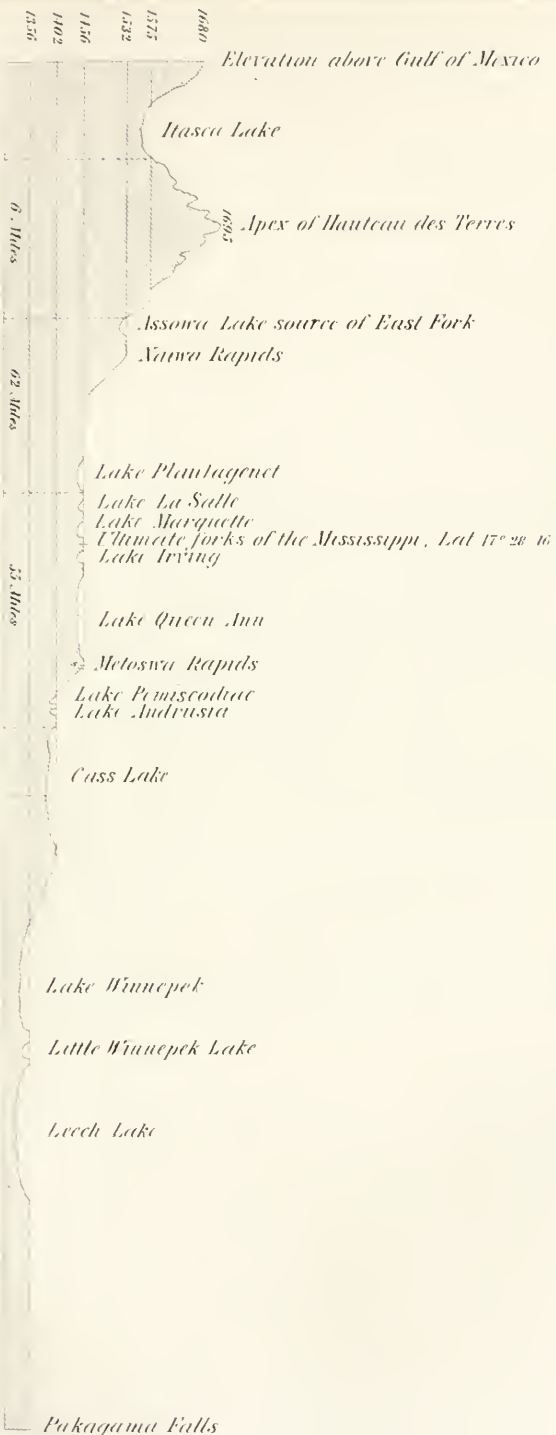 1356 1402 1456 1532 1575 1680
Elevation above Gulf of Mexico
Itasca Lake
6 Miles
1695 Apex of Hauteau des Terres
Assowa Lake source of East Fork
Naiwa Rapids
62 Miles
Lake Plantagenet
Lake La Salle
Lake Marquette
Ultimate forks of the Mississippi, Lat 47° 28 46
Lake Irving
55 Miles
Lake Queen Ann
Metoswa Rapids
Lake Pemiscodiac
Lake Andrusia
Cass Lake
Lake Winnepek
Little Winnepek Lake
Leech Lake
Pakagama Falls